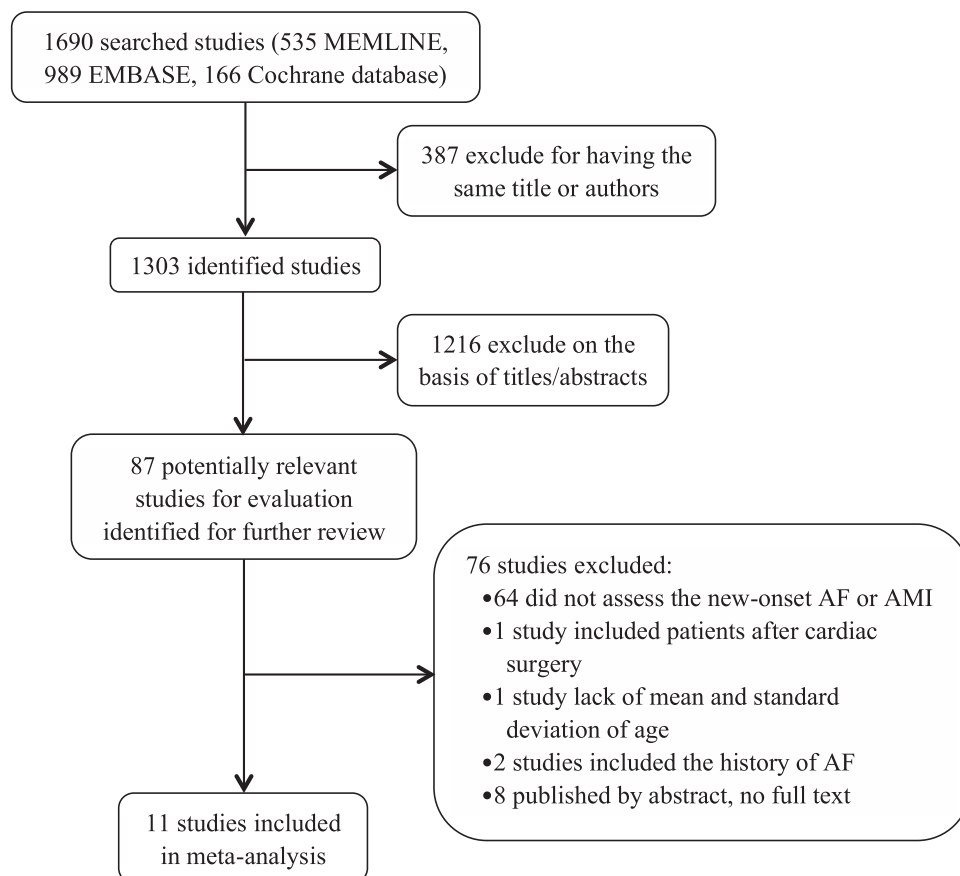 1690 searched studies (535 MEMLINE,
989 EMBASE, 166 Cochrane database)
387 exclude for having the
same title or authors
1303 identified studies
1216 exclude on the
basis of titles/abstracts
87 potentially relevant
studies for evaluation
identified for further review
76 studies excluded:
•64 did not assess the new-onset AF or AMI
•1 study included patients after cardiac
surgery
•1 study lack of mean and standard
deviation of age
•2 studies included the history of AF
•8 published by abstract, no full text
11 studies included
in meta-analysis